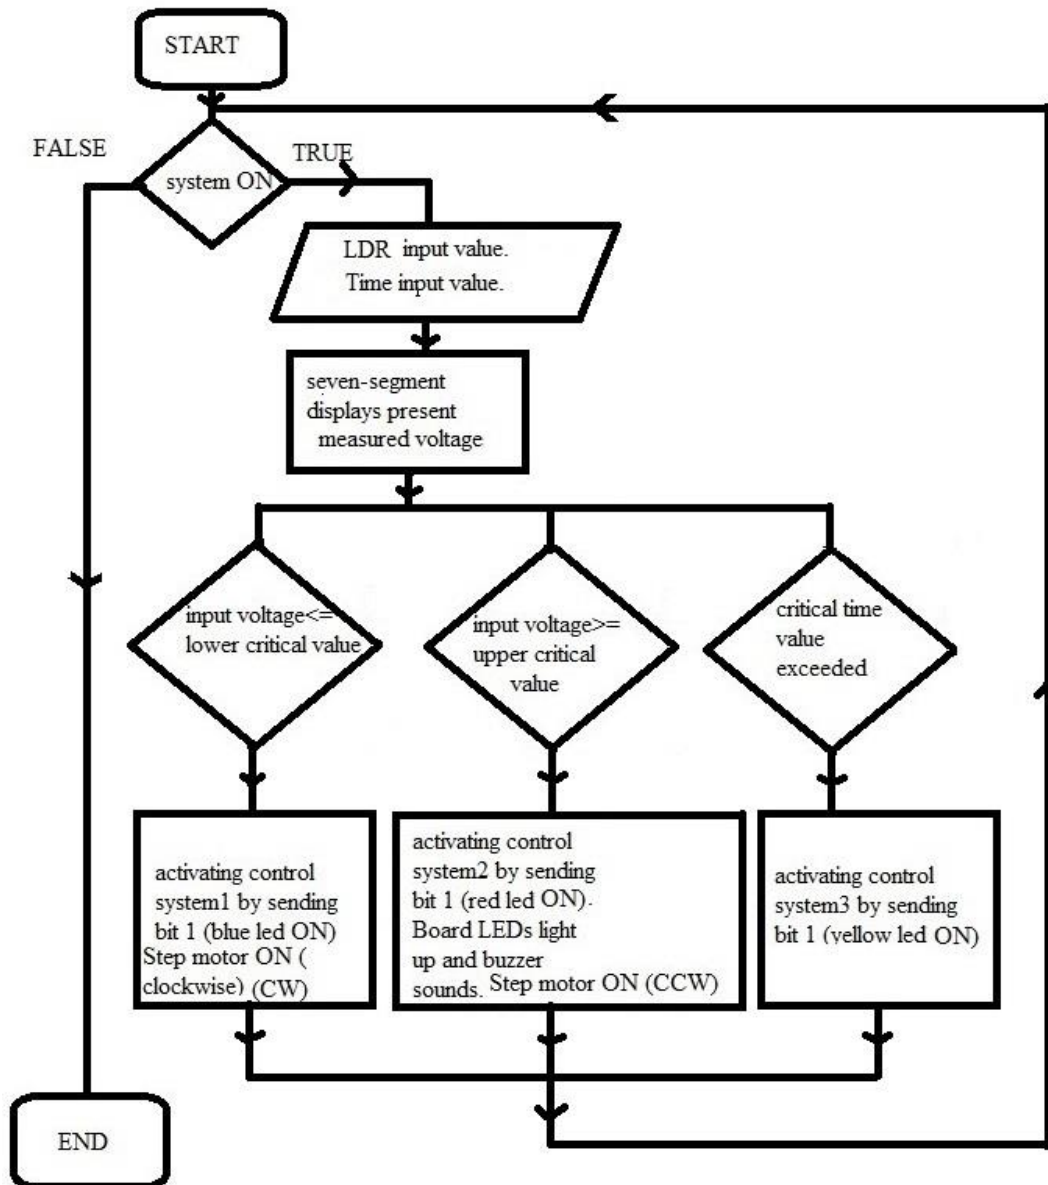 START
FALSE
TRUE
system ON
LDR input value.
Time input value.
seven-segment
displays present
measured voltage
input voltage<=
lower critical value
input voltage>=
upper critical
value
critical time
value
exceeded
activating control
system1 by sending
bit 1 (blue led ON)
Step motor ON (
clockwise) (CW)
activating control
system2 by sending
bit 1 (red led ON).
Board LEDs light
up and buzzer
sounds. Step motor ON (CCW)
activating control
system3 by sending
bit 1 (yellow led ON)
END